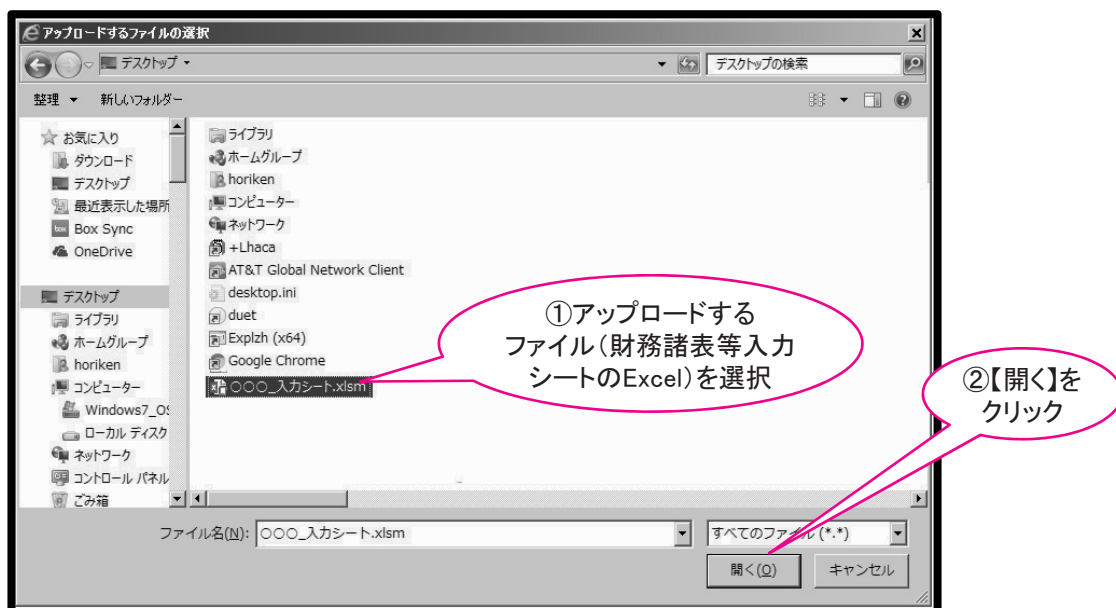 アップロードするファイルの選択
デスクトップ
デスクトップの検索
整理
新しいフォルダー
お気に入り
ダウンロード
デスクトップ
最近表示した場所
Box Sync
OneDrive
デスクトップ
ライブラリ
ホームグループ
horiken
コンピューター
Windows7_OS
ローカル ディスク
ネットワーク
コントロール パネル
ごみ箱
ライブラリ
ホームグループ
horiken
コンピューター
ネットワーク
+Lhaca
AT&T Global Network Client
desktop.ini
duet
Explzh (x64)
Google Chrome
○○○_入力シート.xlsm
①アップロードする
ファイル(財務諸表等入力
シートのExcel)を選択
②【開く】を
クリック
ファイル名(N):
○○○_入力シート.xlsm
すべてのファイル (*.*)
開く(O)
キャンセル